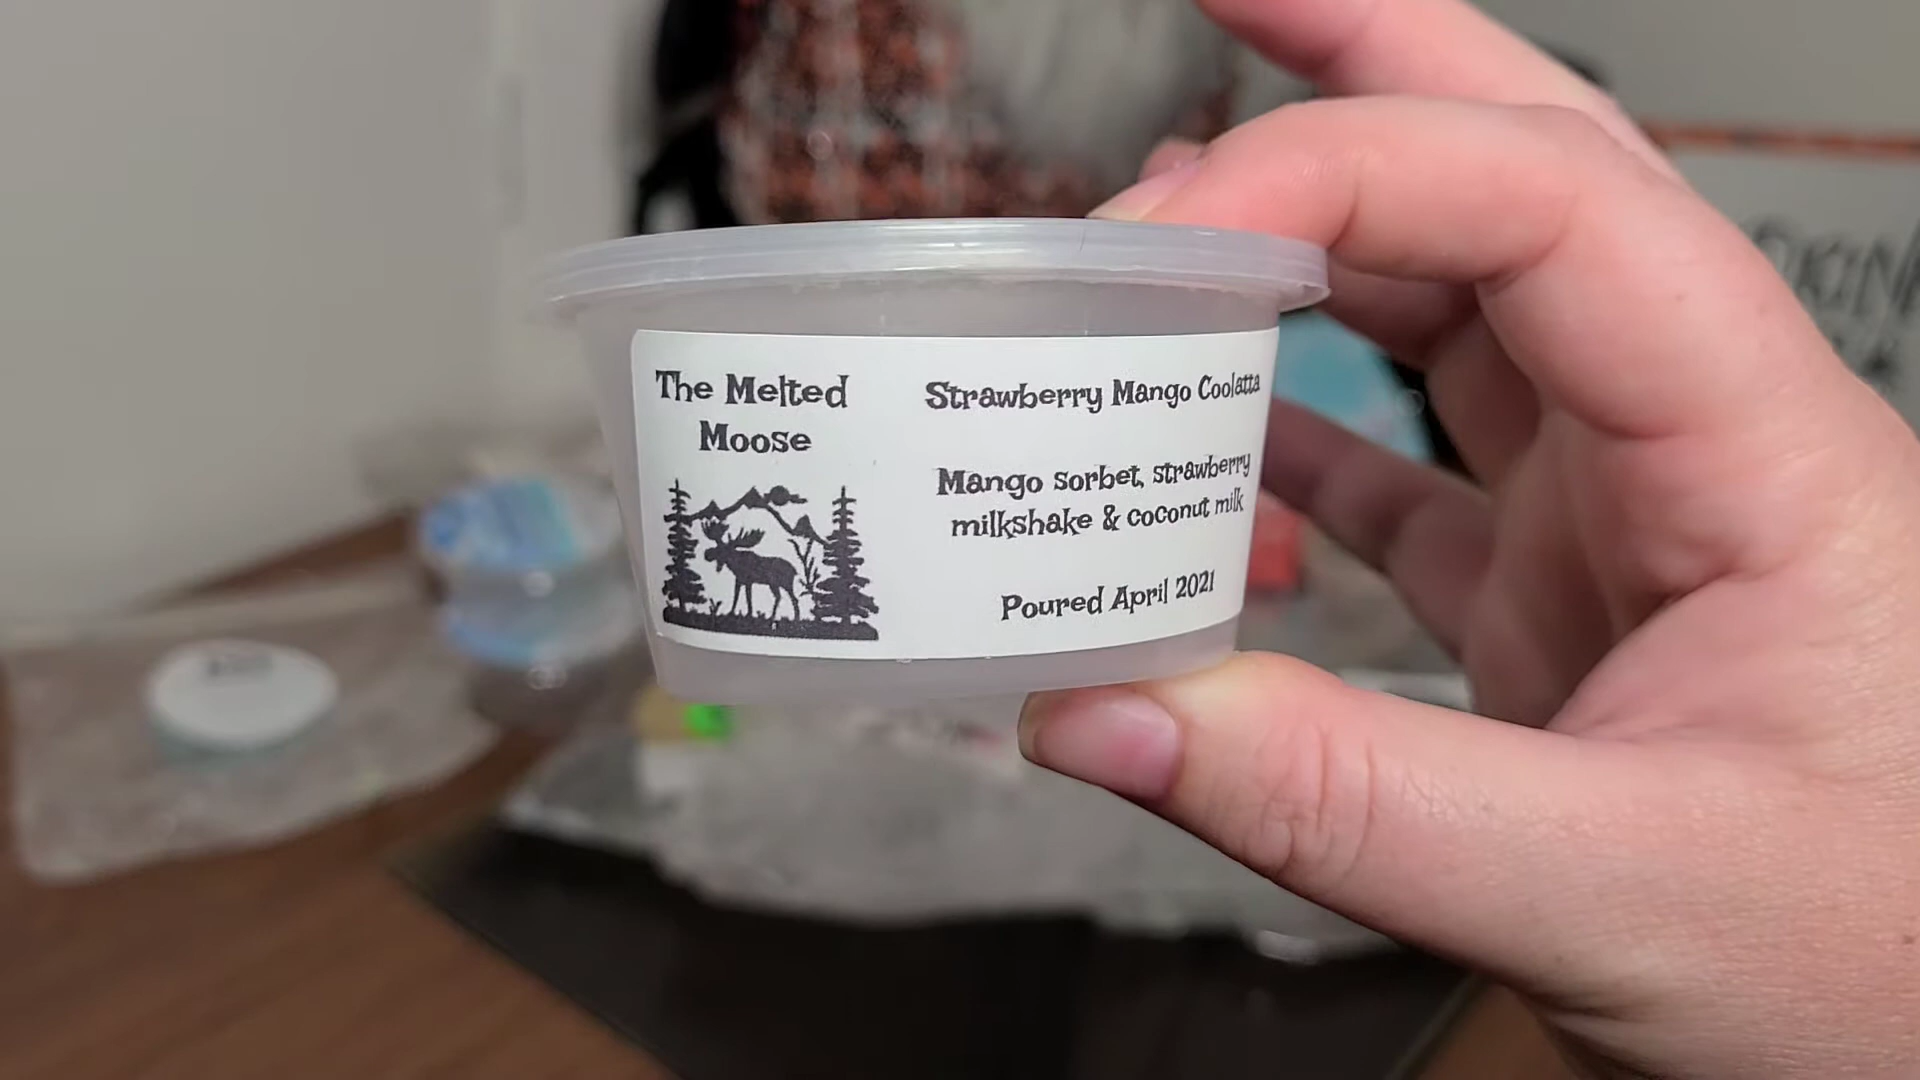 The Melted
Moose
Strawberry Mango Coolatta
Mango sorbet, strawberry
milkshake & coconut milk
Poured April 2021